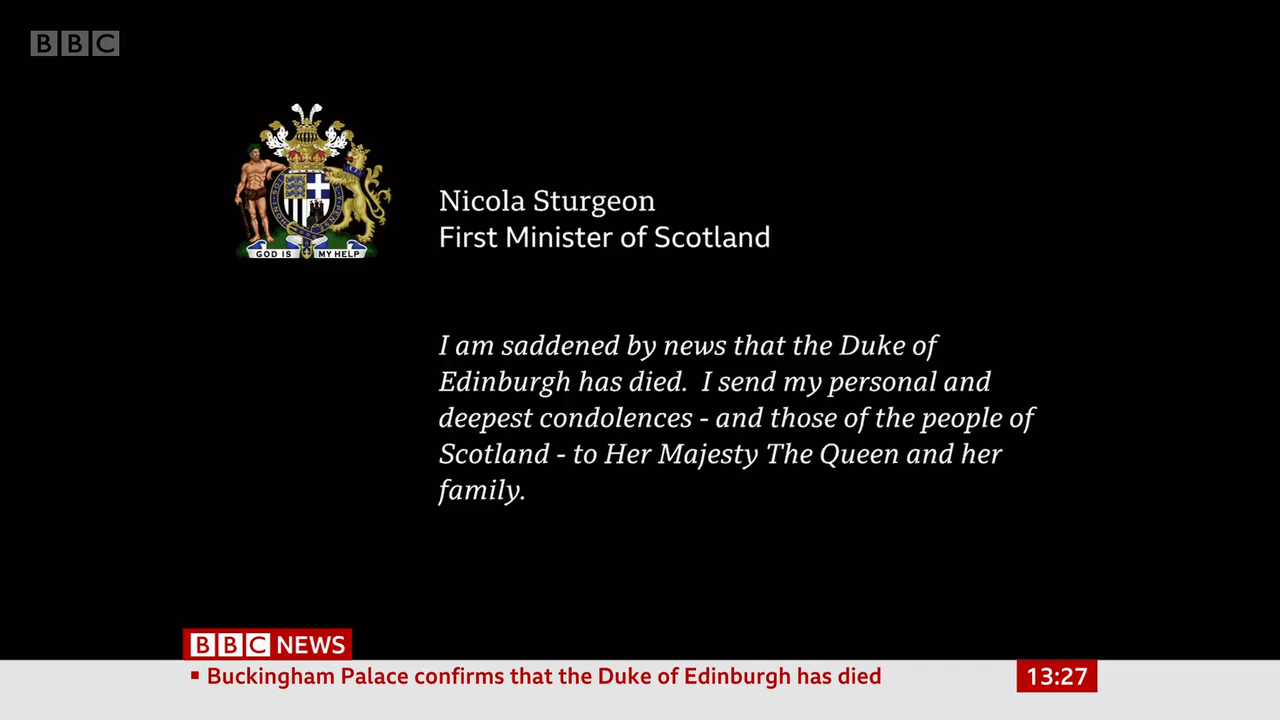 BBC
GOD IS MY HELP
Nicola Sturgeon
First Minister of Scotland
I am saddened by news that the Duke of
Edinburgh has died.  I send my personal and
deepest condolences - and those of the people of
Scotland - to Her Majesty The Queen and her
family.
BBC NEWS
Buckingham Palace confirms that the Duke of Edinburgh has died
13:27